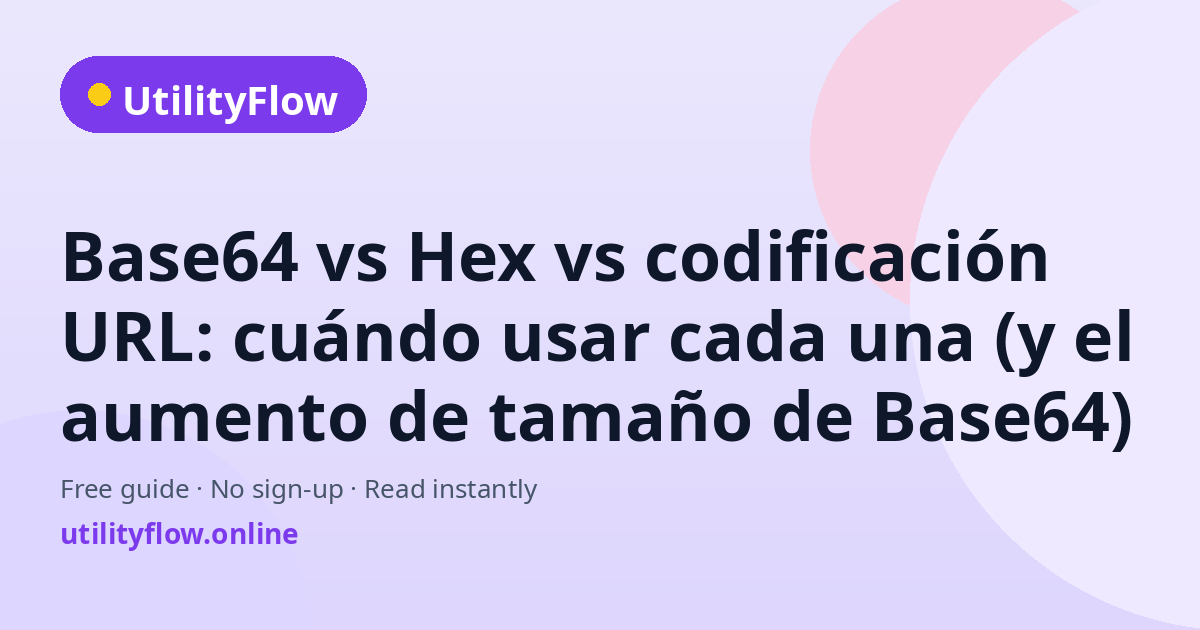 UtilityFlow
Base64 vs Hex vs codificación
URL: cuándo usar cada una (y el
aumento de tamaño de Base64)
Free guide · No sign-up · Read instantly
utilityflow.online